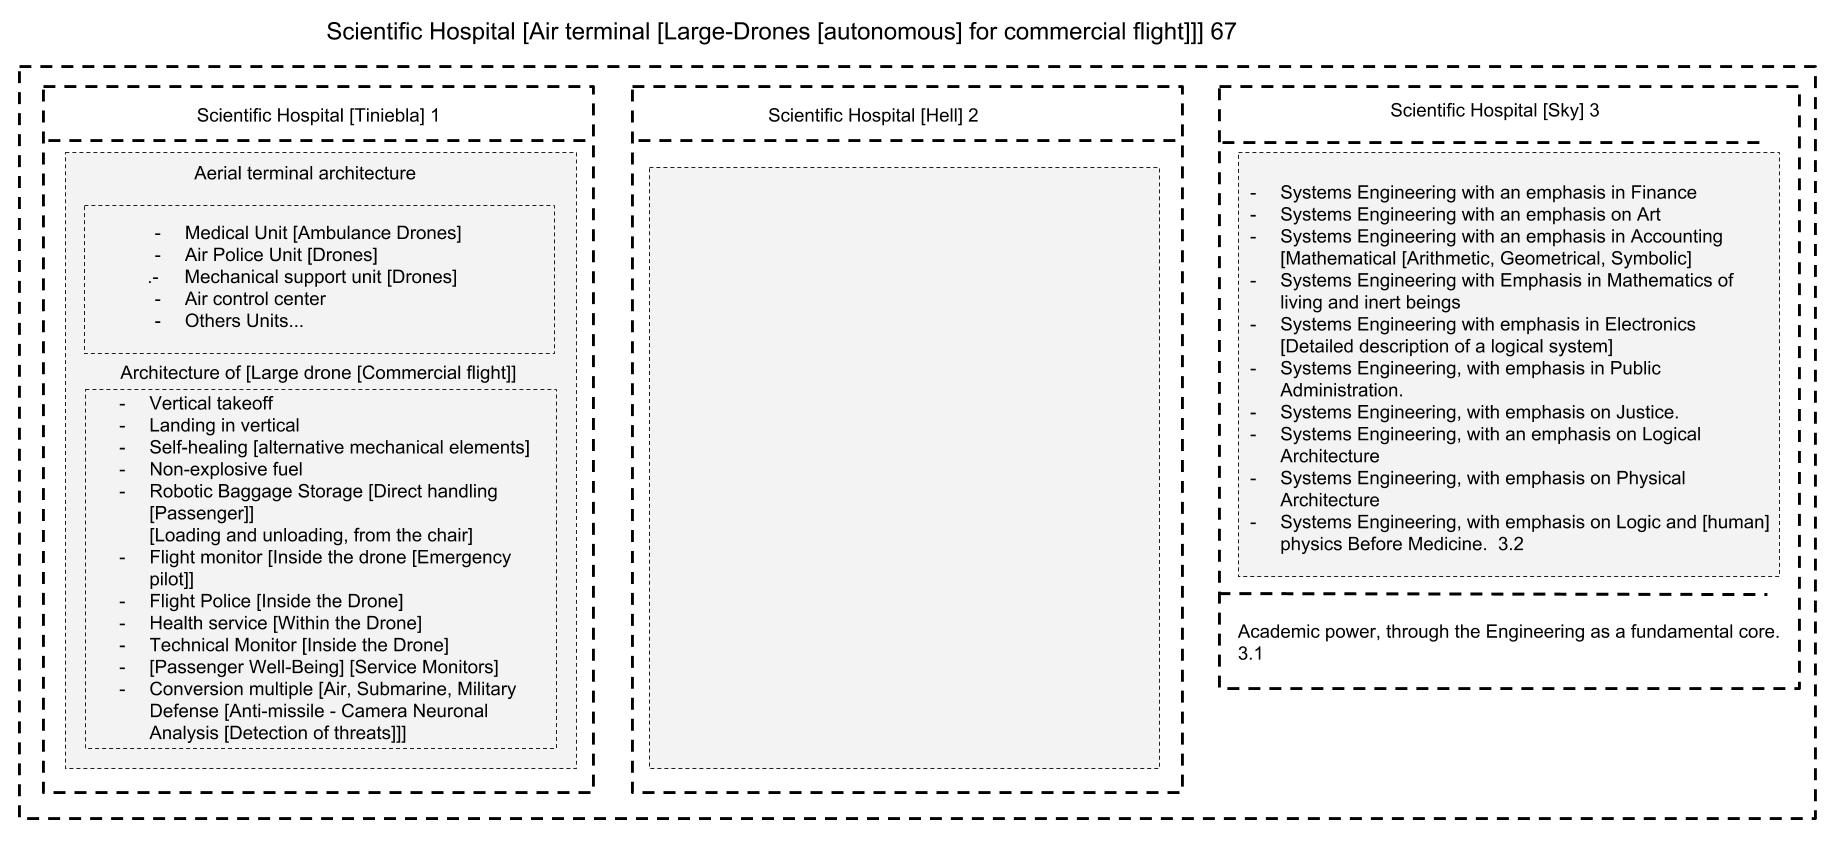 Scientific Hospital [Air terminal [Large-Drones [autonomous] for commercial flight]]] 67
Scientific Hospital [Tiniebla] 1
Aerial terminal architecture
- Medical Unit [Ambulance Drones]
- Air Police Unit [Drones]
.- Mechanical support unit [Drones]
- Air control center
- Others Units...
Architecture of [Large drone [Commercial flight]]
- Vertical takeoff
- Landing in vertical
- Self-healing [alternative mechanical elements]
- Non-explosive fuel
- Robotic Baggage Storage [Direct handling
[Passenger]]
[Loading and unloading, from the chair]
- Flight monitor [Inside the drone [Emergency
pilot]]
- Flight Police [Inside the Drone]
- Health service [Within the Drone]
- Technical Monitor [Inside the Drone]
- [Passenger Well-Being] [Service Monitors]
- Conversion multiple [Air, Submarine, Military
Defense [Anti-missile - Camera Neuronal
Analysis [Detection of threats]]]
Scientific Hospital [Hell] 2
Scientific Hospital [Sky] 3
- Systems Engineering with an emphasis in Finance
- Systems Engineering with an emphasis on Art
- Systems Engineering with an emphasis in Accounting
[Mathematical [Arithmetic, Geometrical, Symbolic]
- Systems Engineering with Emphasis in Mathematics of
living and inert beings
- Systems Engineering with emphasis in Electronics
[Detailed description of a logical system]
- Systems Engineering, with emphasis in Public
Administration.
- Systems Engineering, with emphasis on Justice.
- Systems Engineering, with an emphasis on Logical
Architecture
- Systems Engineering, with emphasis on Physical
Architecture
- Systems Engineering, with emphasis on Logic and [human]
physics Before Medicine. 3.2
Academic power, through the Engineering as a fundamental core.
3.1